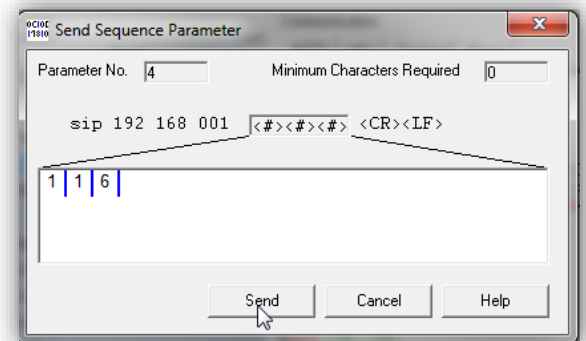 Send Sequence Parameter
Parameter No. 4 Minimum Characters Required 0
sip 192 168 001 <#><#><#> <CR><LF>
1 1 6
Send Cancel Help